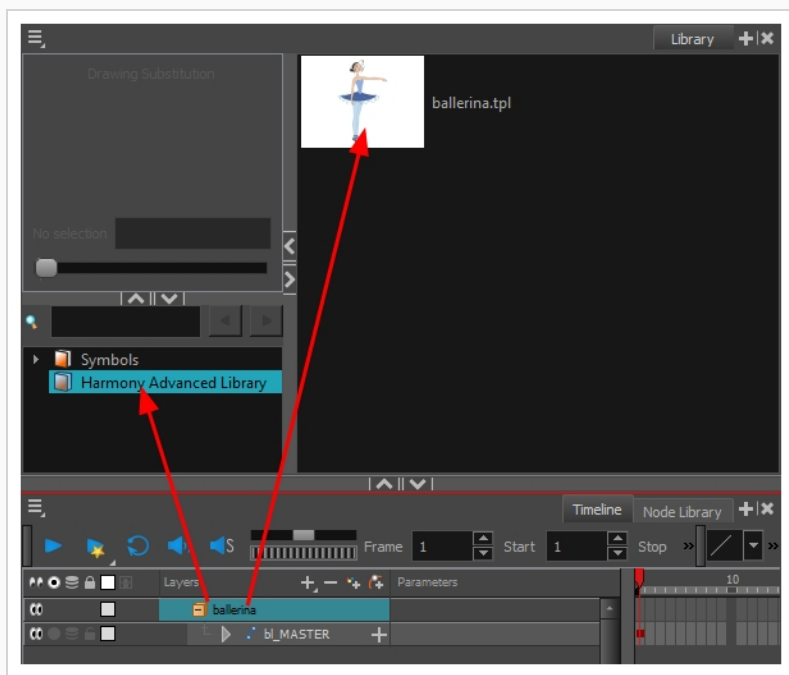 Library
Drawing Substitution
ballerina.tpl
No selection
Symbols
Harmony Advanced Library
Timeline
Node Library
S
Frame 1 Start 1 Stop
Layers Parameters 10
ballerina
bl_MASTER